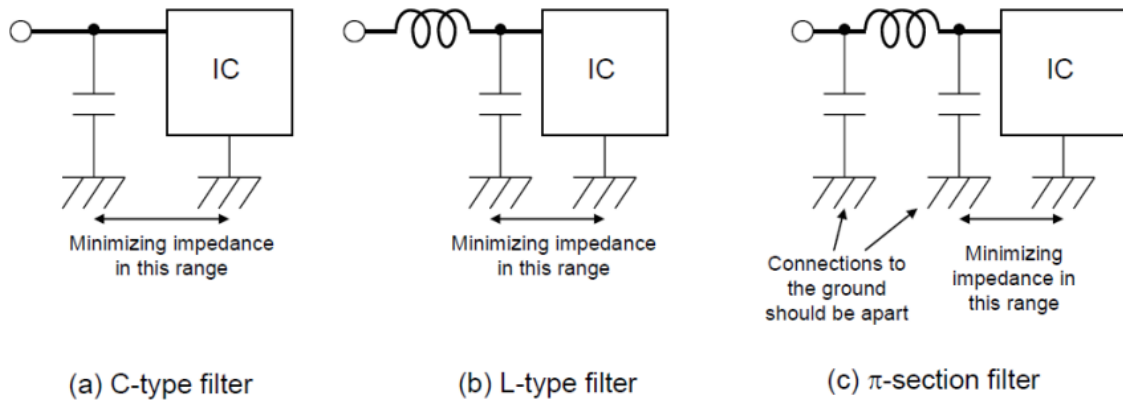 IC
IC
IC
Minimizing impedance
in this range
Minimizing impedance
in this range
Connections to
the ground
should be apart
Minimizing
impedance in
this range
(a) C-type filter
(b) L-type filter
(c) π-section filter